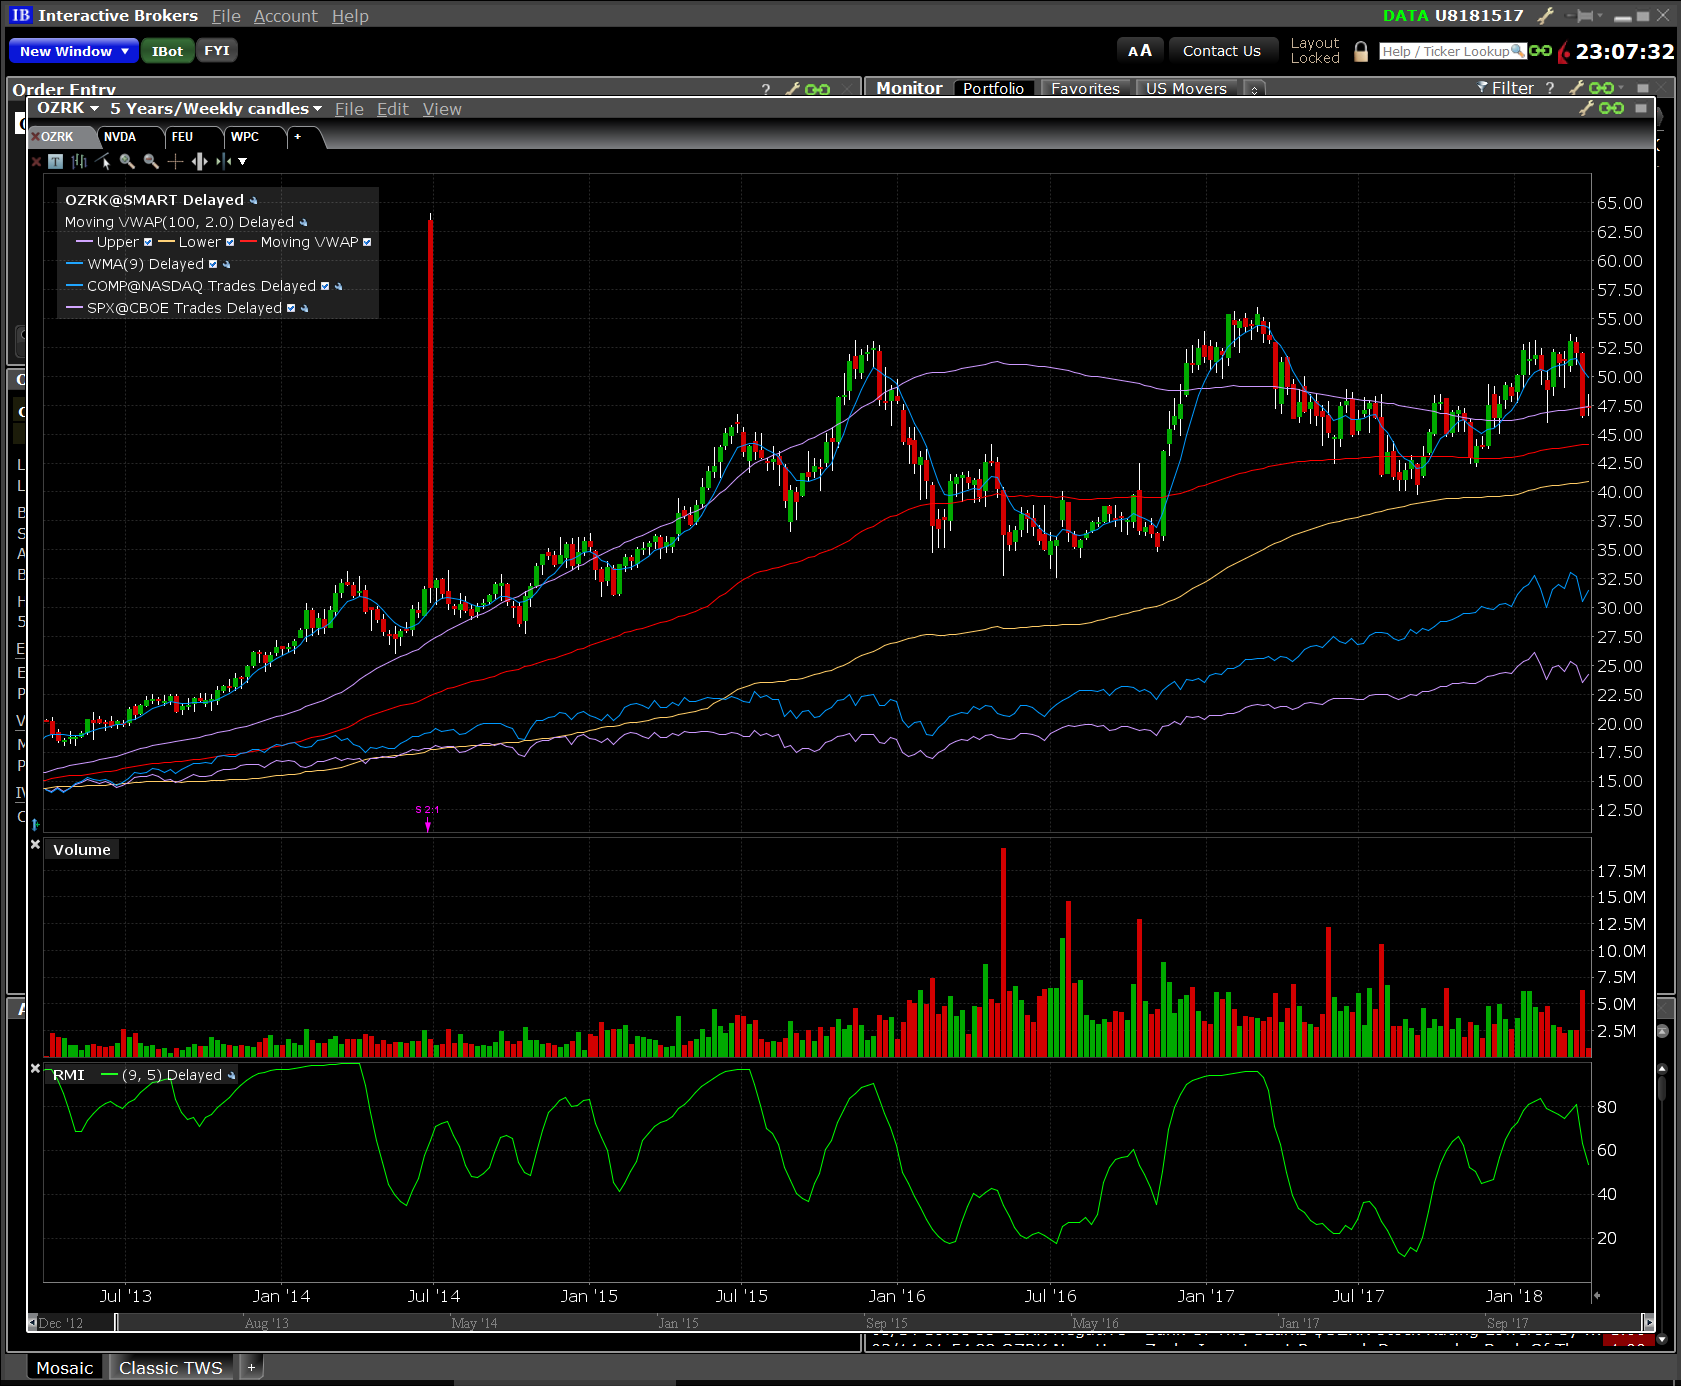 IB Interactive Brokers File Account Help DATA U8181517
New Window IBot FYI AA Contact Us Layout Locked Help / Ticker Lookup 23:07:32
Order Entry ? Monitor Portfolio Favorites US Movers Filter ?
OZRK 5 Years/Weekly candles File Edit View
OZRK NVDA FEU WPC +
OZRK@SMART Delayed
Moving VWAP(100, 2.0) Delayed
Upper Lower Moving VWAP
WMA(9) Delayed
COMP@NASDAQ Trades Delayed
SPX@CBOE Trades Delayed
65.00
62.50
60.00
57.50
55.00
52.50
50.00
47.50
45.00
42.50
40.00
37.50
35.00
32.50
30.00
27.50
25.00
22.50
20.00
17.50
15.00
12.50
S 2:1
Volume
17.5M
15.0M
12.5M
10.0M
7.5M
5.0M
2.5M
RMI (9, 5) Delayed
80
60
40
20
Jul '13 Jan '14 Jul '14 Jan '15 Jul '15 Jan '16 Jul '16 Jan '17 Jul '17 Jan '18
Dec '12 Aug '13 May '14 Jan '15 Sep '15 May '16 Jan '17 Sep '17
Mosaic Classic TWS +